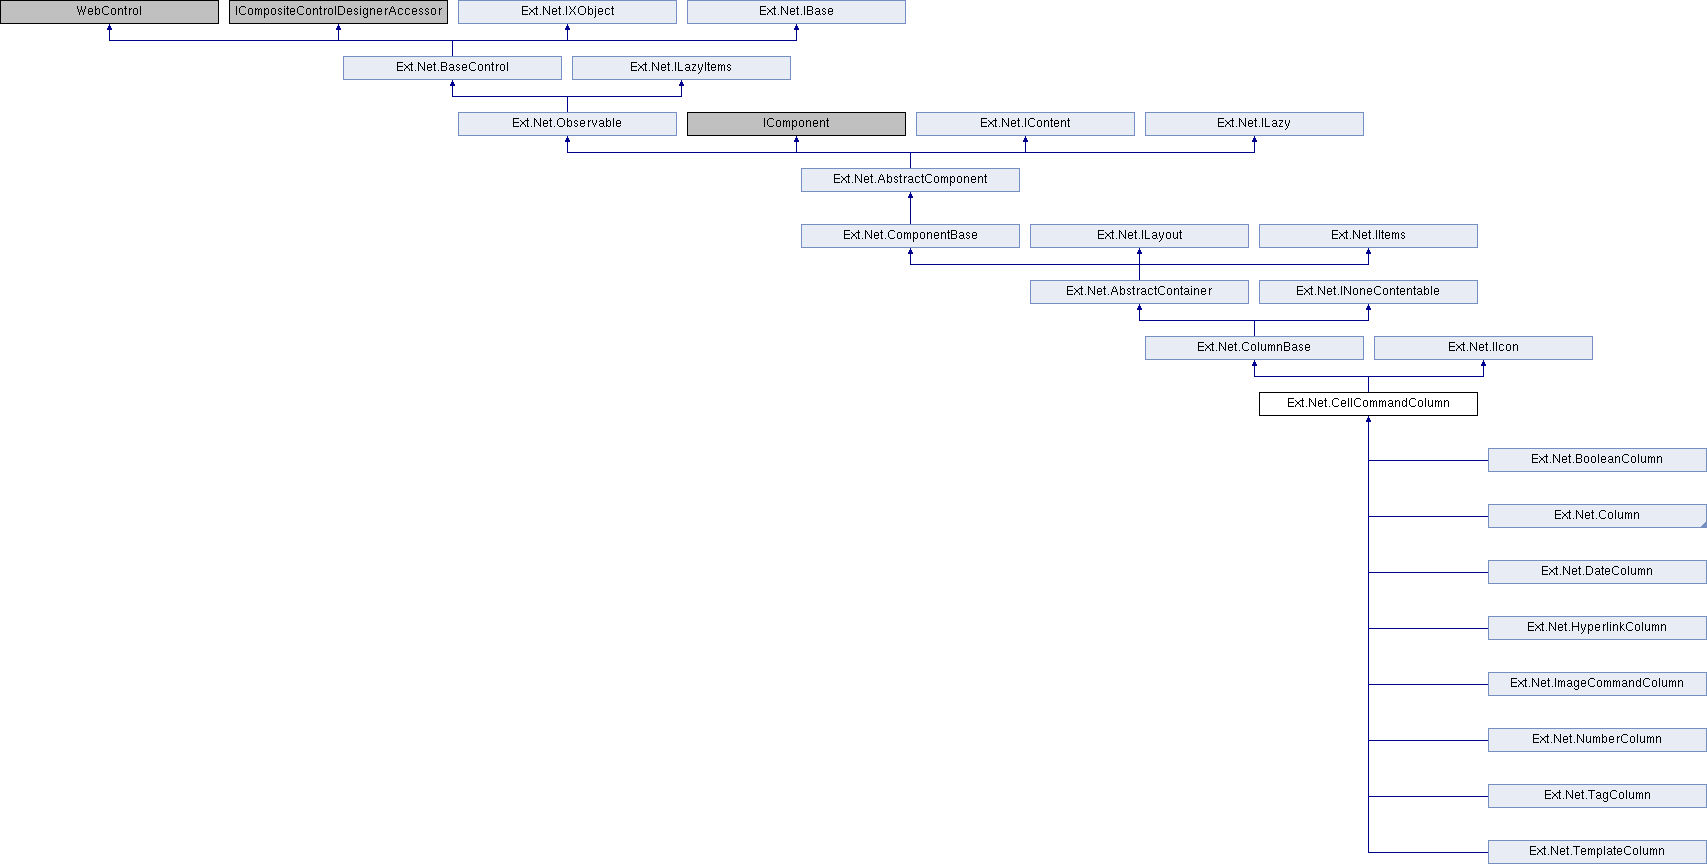 WebControl
ICompositeControlDesignerAccessor
Ext.Net.IXObject
Ext.Net.IBase
Ext.Net.BaseControl
Ext.Net.ILazyItems
Ext.Net.Observable
IComponent
Ext.Net.IContent
Ext.Net.ILazy
Ext.Net.AbstractComponent
Ext.Net.ComponentBase
Ext.Net.ILayout
Ext.Net.IItems
Ext.Net.AbstractContainer
Ext.Net.INoneContentable
Ext.Net.ColumnBase
Ext.Net.IIcon
Ext.Net.CellCommandColumn
Ext.Net.BooleanColumn
Ext.Net.Column
Ext.Net.DateColumn
Ext.Net.HyperlinkColumn
Ext.Net.ImageCommandColumn
Ext.Net.NumberColumn
Ext.Net.TagColumn
Ext.Net.TemplateColumn